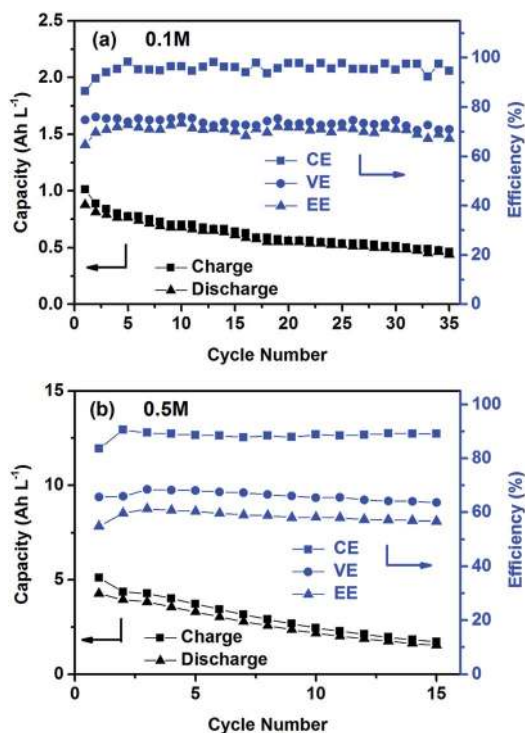 (a) 0.1M
Capacity (Ah L-1)
2.5
2.0
1.5
1.0
0.5
0.0
100
80
60
40
20
0
Efficiency (%)
CE
VE
EE
Charge
Discharge
0 5 10 15 20 25 30 35
Cycle Number
(b) 0.5M
Capacity (Ah L-1)
15
10
5
0
100
80
60
40
20
0
Efficiency (%)
CE
VE
EE
Charge
Discharge
0 5 10 15
Cycle Number